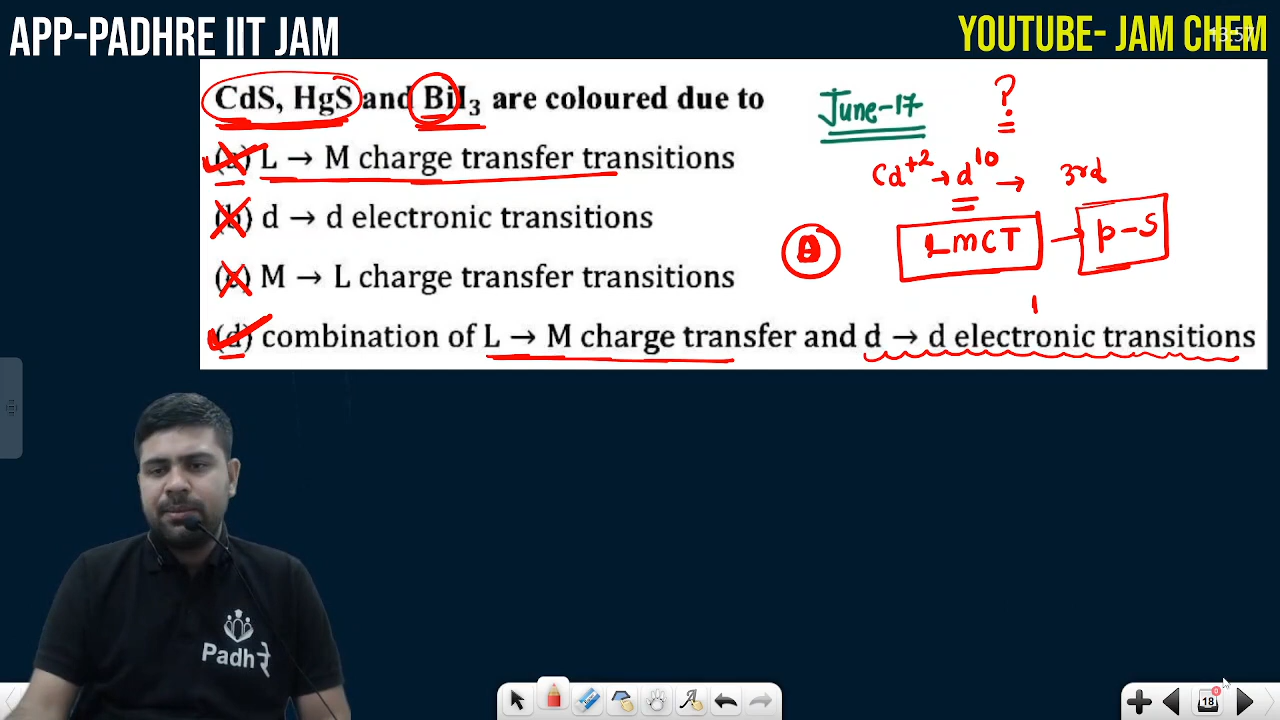 APP-PADHRE IIT JAM
YOUTUBE- JAM CHEM
CdS, HgS and BiI₃ are coloured due to
June-17
?
(a) L → M charge transfer transitions
Cd⁺² → d¹⁰ → 3rd
(b) d → d electronic transitions
LMCT → p-s
(c) M → L charge transfer transitions
(d) combination of L → M charge transfer and d → d electronic transitions
Padhरे
18